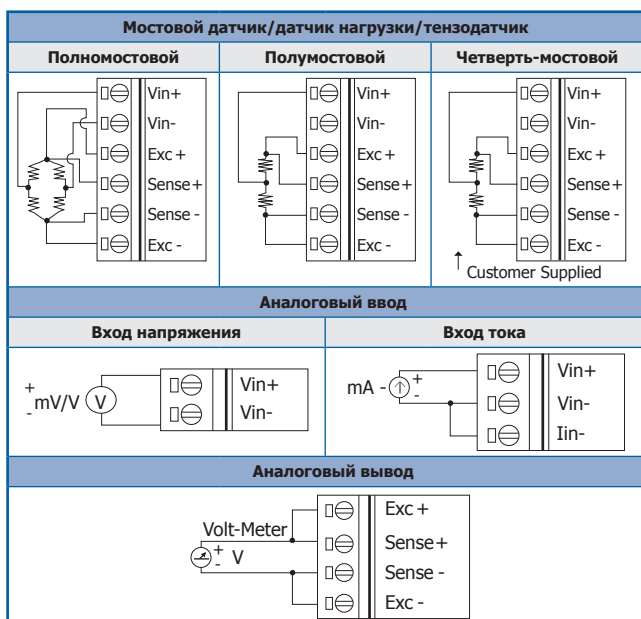 Мостовой датчик/датчик нагрузки/тензодатчик
Полномостовой
Полумостовой
Четверть-мостовой
Vin+
Vin-
Exc +
Sense+
Sense -
Exc -
Vin+
Vin-
Exc +
Sense+
Sense -
Exc -
Vin+
Vin-
Exc +
Sense+
Sense -
Exc -
↑ Customer Supplied
Аналоговый ввод
Вход напряжения
Вход тока
+
- mV/V
V
Vin+
Vin-
mA -
+
-
Vin+
Vin-
Iin-
Аналоговый вывод
Volt-Meter
+
- V
Exc +
Sense+
Sense -
Exc -